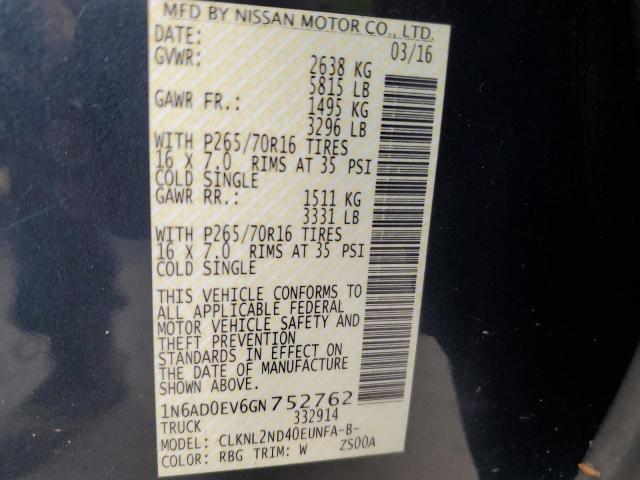 MFD BY NISSAN MOTOR CO., LTD.
DATE: 03/16
GVWR: 2638 KG
5815 LB
GAWR FR.: 1495 KG
3296 LB
WITH P265/70R16 TIRES
16 X 7.0 RIMS AT 35 PSI
COLD SINGLE
GAWR RR.: 1511 KG
3331 LB
WITH P265/70R16 TIRES
16 X 7.0 RIMS AT 35 PSI
COLD SINGLE
THIS VEHICLE CONFORMS TO
ALL APPLICABLE FEDERAL
MOTOR VEHICLE SAFETY AND
THEFT PREVENTION
STANDARDS IN EFFECT ON
THE DATE OF MANUFACTURE
SHOWN ABOVE.
1N6AD0EV6GN752762
TRUCK 332914
MODEL: CLKNL2ND40EUNFA-B-
COLOR: RBG TRIM: W ZS00A